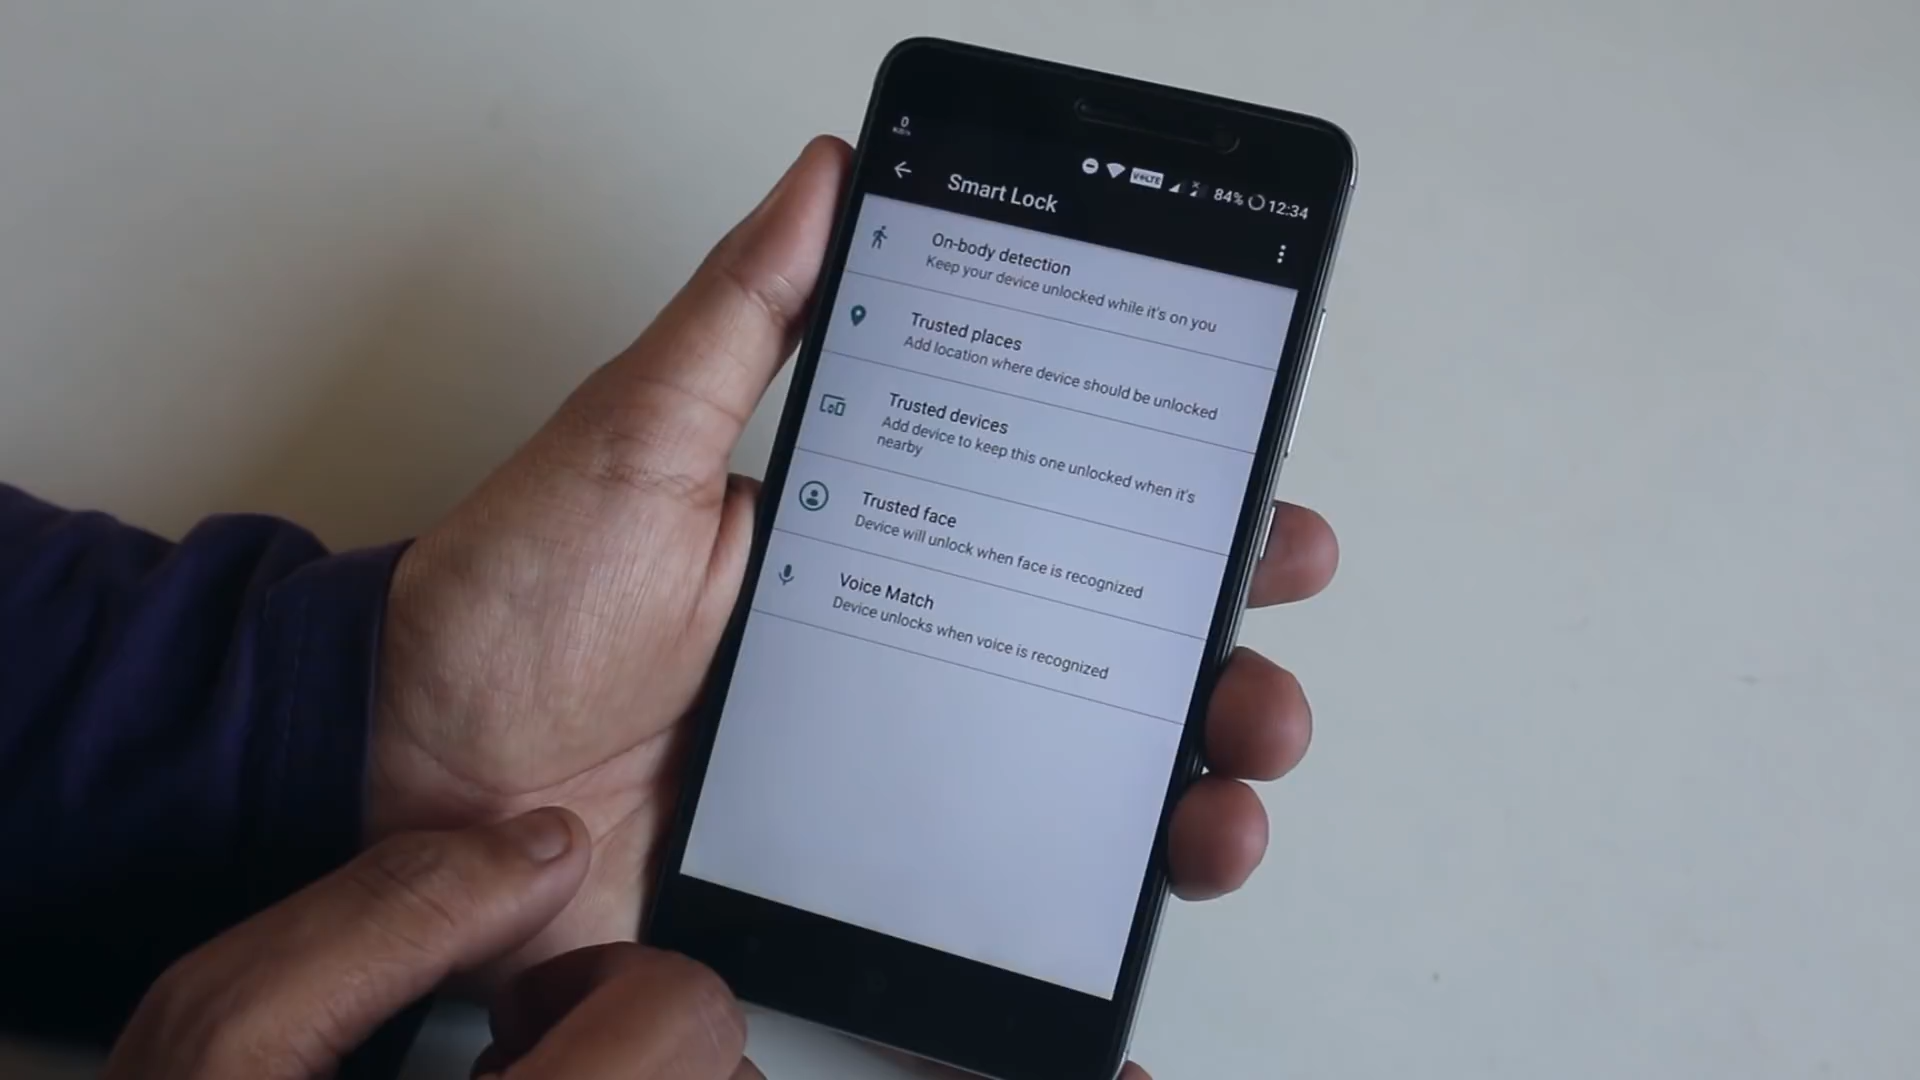 0
VoLTE
84%
12:34
Smart Lock
On-body detection
Keep your device unlocked while it's on you
Trusted places
Add location where device should be unlocked
Trusted devices
Add device to keep this one unlocked when it's
nearby
Trusted face
Device will unlock when face is recognized
Voice Match
Device unlocks when voice is recognized